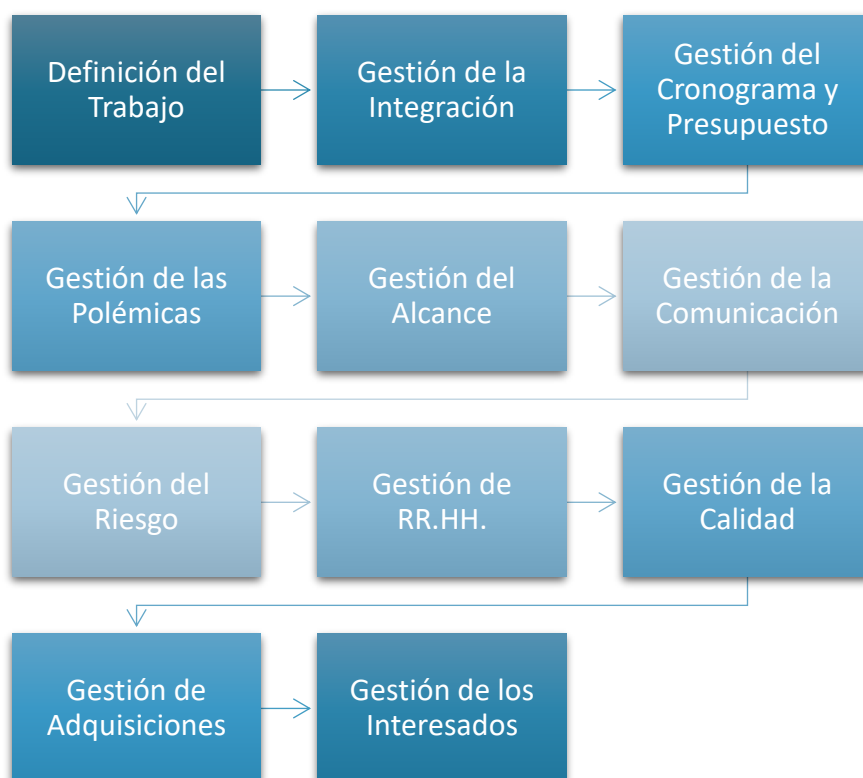 Definición del
Trabajo
Gestión de la
Integración
Gestión del
Cronograma y
Presupuesto
Gestión de las
Polémicas
Gestión del
Alcance
Gestión de la
Comunicación
Gestión del
Riesgo
Gestión de
RR.HH.
Gestión de la
Calidad
Gestión de
Adquisiciones
Gestión de los
Interesados